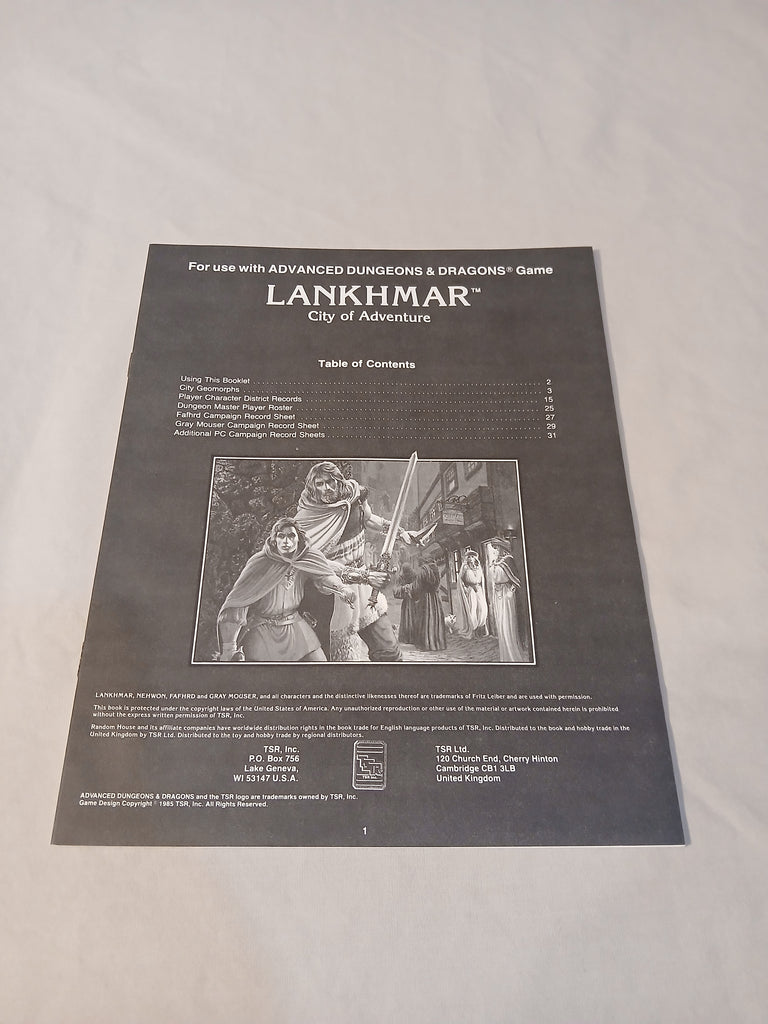 For use with ADVANCED DUNGEONS & DRAGONS® Game
LANKHMAR™
City of Adventure
Table of Contents
Using This Booklet . . . . . . . . . . 2
City Geomorphs . . . . . . . . . . 3
Player Character District Records . . . . . . . . . . 15
Dungeon Master Player Roster . . . . . . . . . . 25
Fafhrd Campaign Record Sheet . . . . . . . . . . 27
Gray Mouser Campaign Record Sheet . . . . . . . . . . 29
Additional PC Campaign Record Sheets . . . . . . . . . . 31
LANKHMAR, NEHWON, FAFHRD and GRAY MOUSER, and all characters and the distinctive likenesses thereof are trademarks of Fritz Leiber and are used with permission.
This book is protected under the copyright laws of the United States of America. Any unauthorized reproduction or other use of the material or artwork contained herein is prohibited
without the express written permission of TSR, Inc.
Random House and its affiliate companies have worldwide distribution rights in the book trade for English language products of TSR, Inc. Distributed to the book and hobby trade in the
United Kingdom by TSR Ltd. Distributed to the toy and hobby trade by regional distributors.
TSR, Inc.
P.O. Box 756
Lake Geneva,
WI 53147 U.S.A.
TSR
TSR Ltd.
120 Church End, Cherry Hinton
Cambridge CB1 3LB
United Kingdom
ADVANCED DUNGEONS & DRAGONS and the TSR logo are trademarks owned by TSR, Inc.
Game Design Copyright © 1985 TSR, Inc. All Rights Reserved.
1